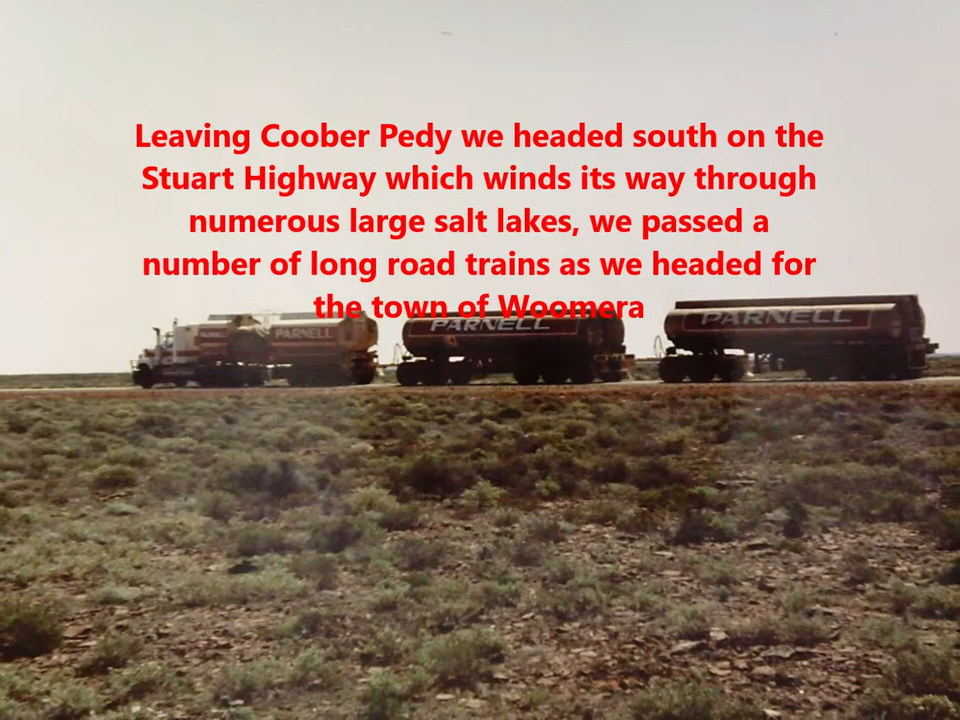 Leaving Coober Pedy we headed south on the
Stuart Highway which winds its way through
numerous large salt lakes, we passed a
number of long road trains as we headed for
the town of Woomera
PARNELL
PARNELL
PARNELL